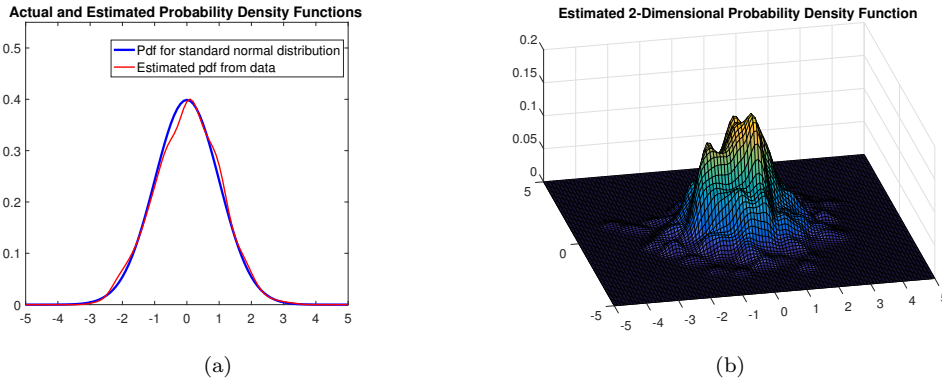 Actual and Estimated Probability Density Functions
0.5
0.4
0.3
0.2
0.1
0
Pdf for standard normal distribution
Estimated pdf from data
-5 -4 -3 -2 -1 0 1 2 3 4 5
(a)
Estimated 2-Dimensional Probability Density Function
0.2
0.15
0.1
0.05
0
5
0
-5
-5 -4 -3 -2 -1 0 1 2 3 4 5
(b)